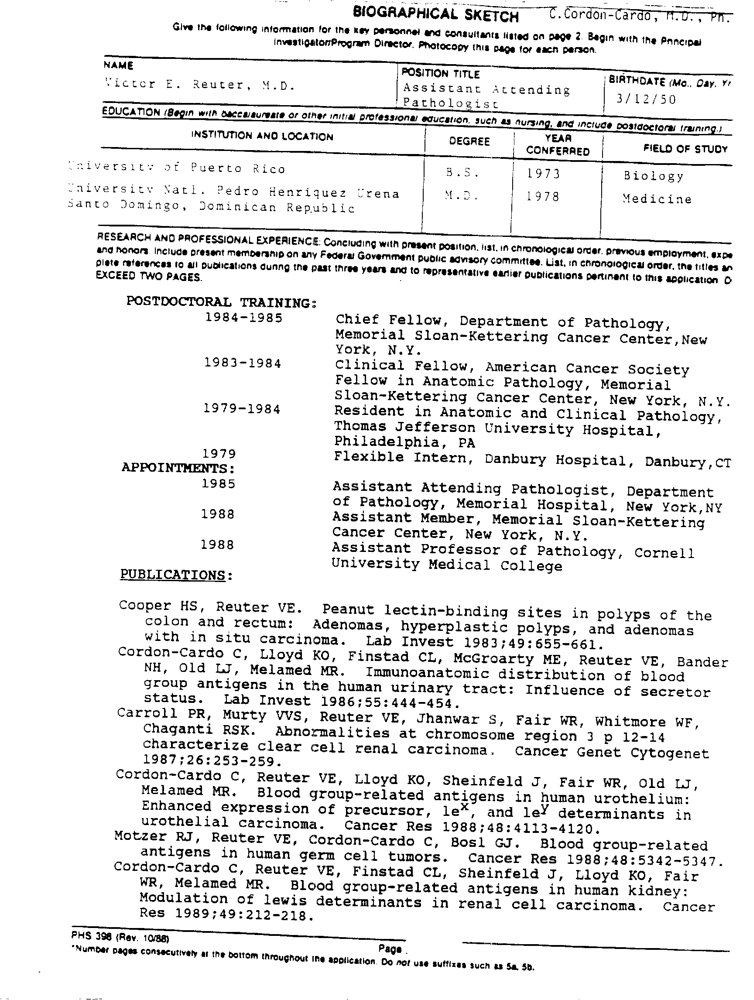 BIOGRAPHICAL SKETCH C.Cordon-Cardo, M.D., Ph.
Give the following information for the key personnel and consultants listed on page 2. Begin with the Principal
Investigator/Program Director. Photocopy this page for each person.
NAME
Victor E. Reuter, M.D.
POSITION TITLE
Assistant Attending
Pathologist
BIRTHDATE (Mo., Day, Yr
3/12/50
EDUCATION (Begin with baccalaureate or other initial professional education, such as nursing, and include postdoctoral training.)
INSTITUTION AND LOCATION DEGREE YEAR CONFERRED FIELD OF STUDY
University of Puerto Rico B.S. 1973 Biology
University Natl. Pedro Henriquez Urena M.D. 1978 Medicine
Santo Domingo, Dominican Republic
RESEARCH AND PROFESSIONAL EXPERIENCE: Concluding with present position, list, in chronological order, previous employment, expe
and honors. Include present membership on any Federal Government public advisory committee. List, in chronological order, the titles an
plete references to all publications during the past three years and to representative earlier publications pertinent to this application. D
EXCEED TWO PAGES.
POSTDOCTORAL TRAINING:
1984-1985 Chief Fellow, Department of Pathology,
Memorial Sloan-Kettering Cancer Center,New
York, N.Y.
1983-1984 Clinical Fellow, American Cancer Society
Fellow in Anatomic Pathology, Memorial
Sloan-Kettering Cancer Center, New York, N.Y.
1979-1984 Resident in Anatomic and Clinical Pathology,
Thomas Jefferson University Hospital,
Philadelphia, PA
1979 Flexible Intern, Danbury Hospital, Danbury,CT
APPOINTMENTS:
1985 Assistant Attending Pathologist, Department
of Pathology, Memorial Hospital, New York,NY
1988 Assistant Member, Memorial Sloan-Kettering
Cancer Center, New York, N.Y.
1988 Assistant Professor of Pathology, Cornell
University Medical College
PUBLICATIONS:
Cooper HS, Reuter VE. Peanut lectin-binding sites in polyps of the
colon and rectum: Adenomas, hyperplastic polyps, and adenomas
with in situ carcinoma. Lab Invest 1983;49:655-661.
Cordon-Cardo C, Lloyd KO, Finstad CL, McGroarty ME, Reuter VE, Bander
NH, Old LJ, Melamed MR. Immunoanatomic distribution of blood
group antigens in the human urinary tract: Influence of secretor
status. Lab Invest 1986;55:444-454.
Carroll PR, Murty VVS, Reuter VE, Jhanwar S, Fair WR, Whitmore WF,
Chaganti RSK. Abnormalities at chromosome region 3 p 12-14
characterize clear cell renal carcinoma. Cancer Genet Cytogenet
1987;26:253-259.
Cordon-Cardo C, Reuter VE, Lloyd KO, Sheinfeld J, Fair WR, Old LJ,
Melamed MR. Blood group-related antigens in human urothelium:
Enhanced expression of precursor, leˣ, and leʸ determinants in
urothelial carcinoma. Cancer Res 1988;48:4113-4120.
Motzer RJ, Reuter VE, Cordon-Cardo C, Bosl GJ. Blood group-related
antigens in human germ cell tumors. Cancer Res 1988;48:5342-5347.
Cordon-Cardo C, Reuter VE, Finstad CL, Sheinfeld J, Lloyd KO, Fair
WR, Melamed MR. Blood group-related antigens in human kidney:
Modulation of lewis determinants in renal cell carcinoma. Cancer
Res 1989;49:212-218.
PHS 398 (Rev. 10/88) Page
*Number pages consecutively at the bottom throughout the application. Do not use suffixes such as 5a, 5b.